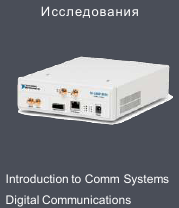 Исследования
Introduction to Comm Systems
Digital Communications